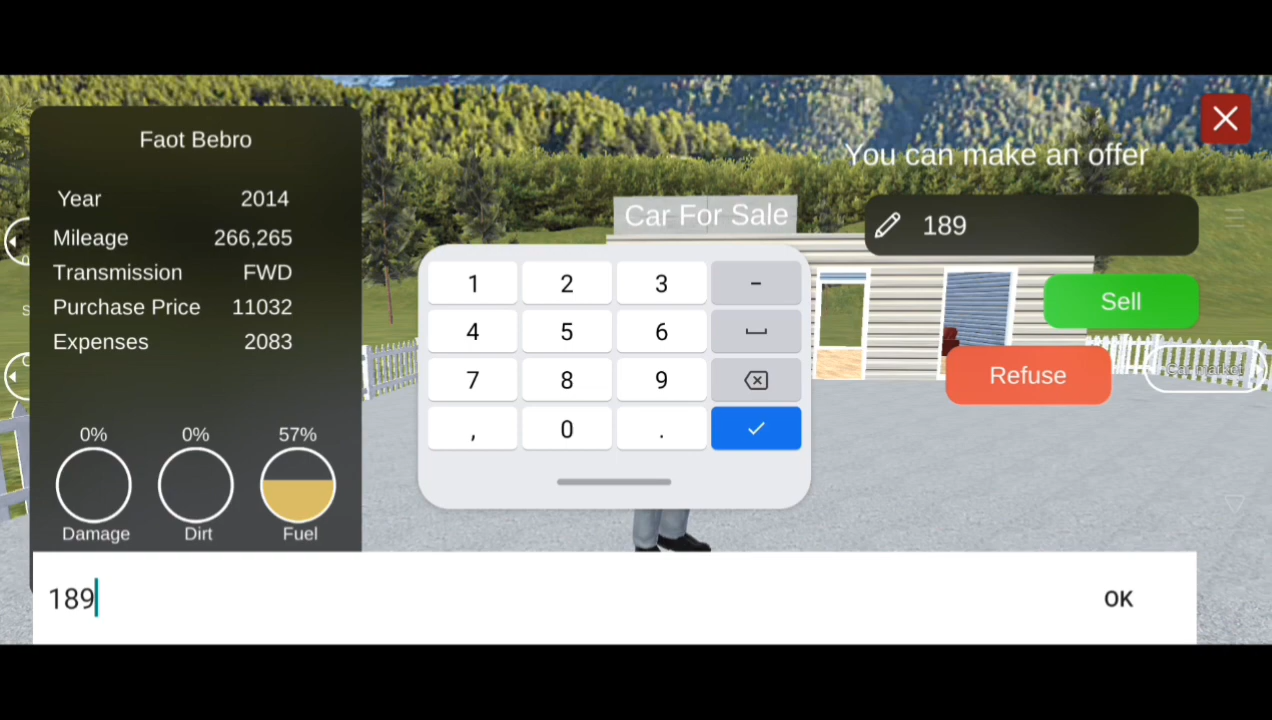 Faot Bebro
Year 2014
Mileage 266,265
Transmission FWD
Purchase Price 11032
Expenses 2083
0% 0% 57%
Damage Dirt Fuel
Car For Sale
You can make an offer
189
Sell
Refuse
Car market
1 2 3 -
4 5 6
7 8 9
, 0 .
189
OK